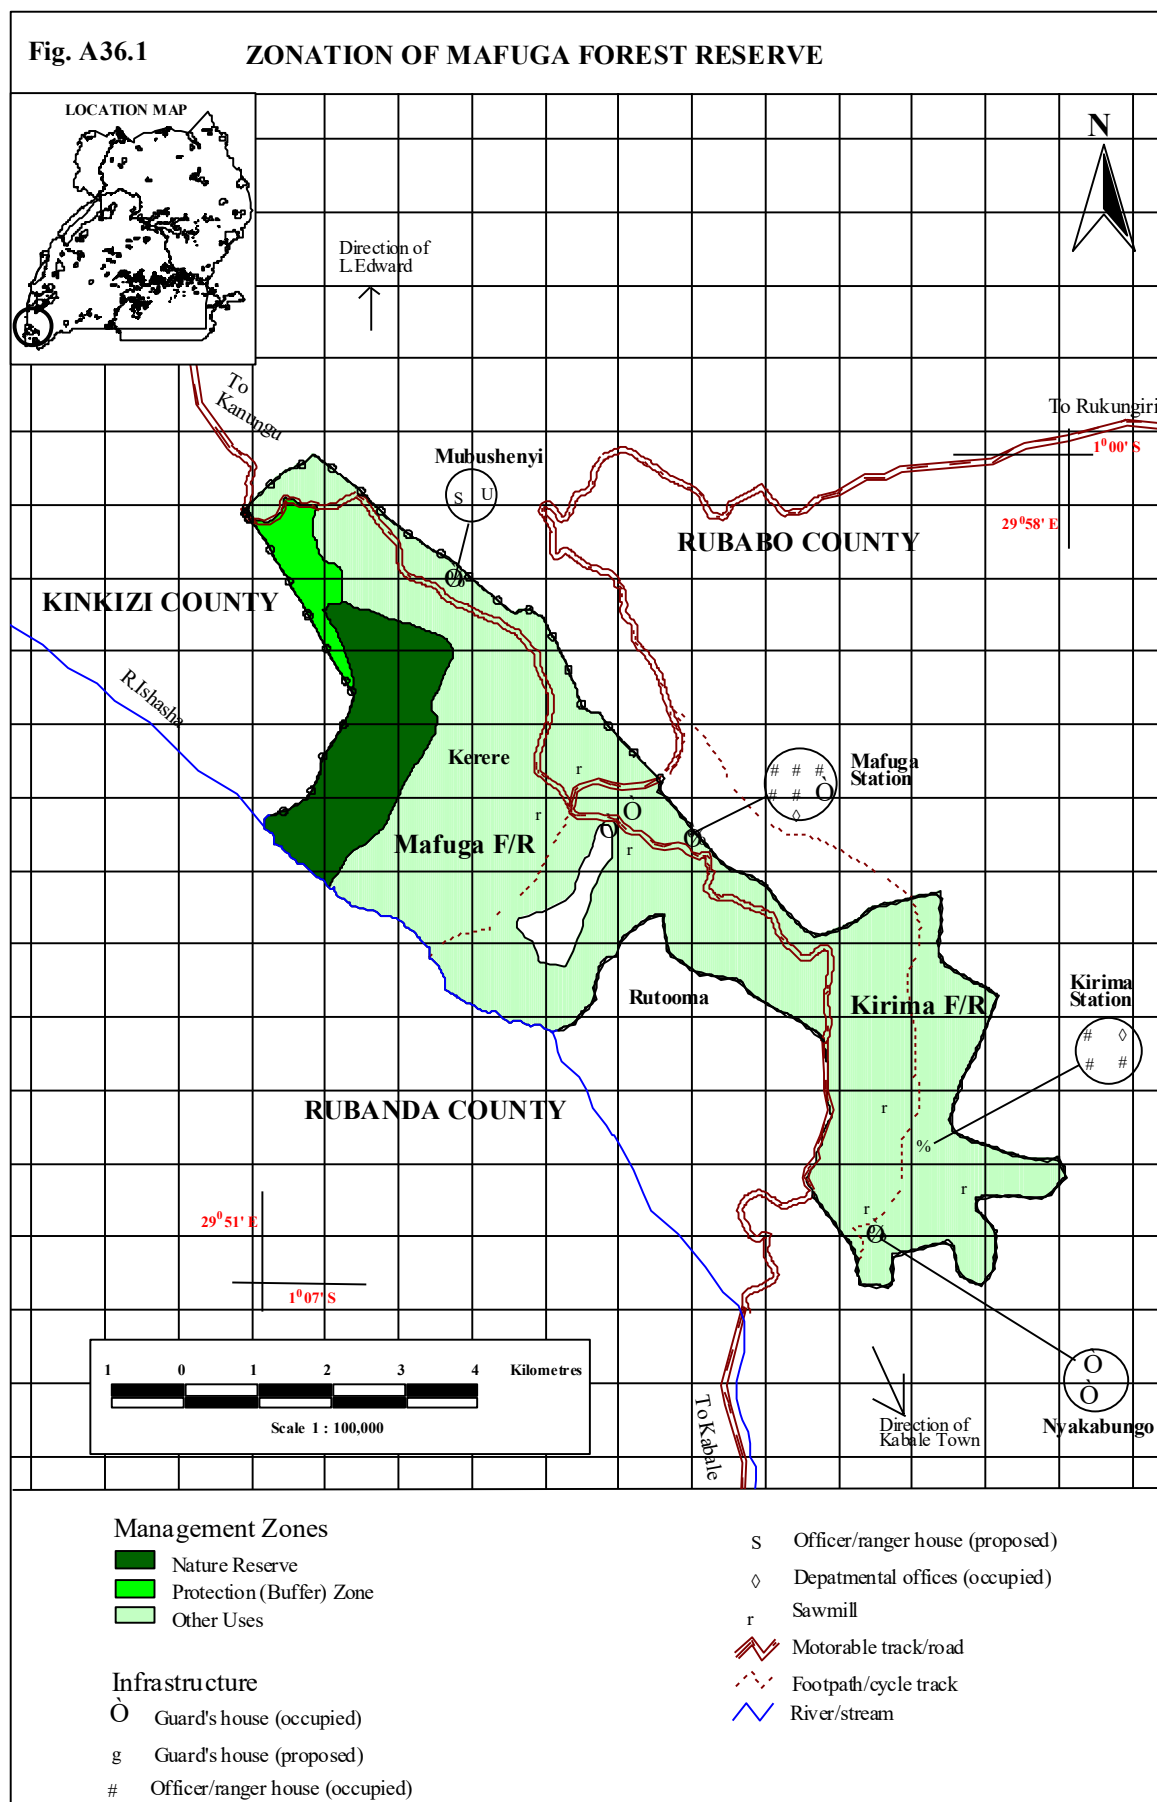 Fig. A36.1
ZONATION OF MAFUGA FOREST RESERVE
LOCATION MAP
N
Direction of
L.Edward
To
Kanungu
To Rukungiri
1⁰00' S
29⁰58' E
Mubushenyi
S U
RUBABO COUNTY
KINKIZI COUNTY
R.Ishasha
Kerere
r
Mafuga
Station
# # # # # Ò ◊
r
Ò
Ò
Mafuga F/R
r
Kirima F/R
Rutooma
Kirima
Station
# ◊
# #
RUBANDA COUNTY
r
%
r
r
29⁰51' E
1⁰07' S
1 0 1 2 3 4 Kilometres
Scale 1 : 100,000
To Kabale
Direction of
Kabale Town
Ò
Ò
Nyakabungo
Management Zones
Nature Reserve
Protection (Buffer) Zone
Other Uses
Infrastructure
Ò Guard's house (occupied)
g Guard's house (proposed)
# Officer/ranger house (occupied)
S Officer/ranger house (proposed)
◊ Depatmental offices (occupied)
r Sawmill
Motorable track/road
Footpath/cycle track
River/stream